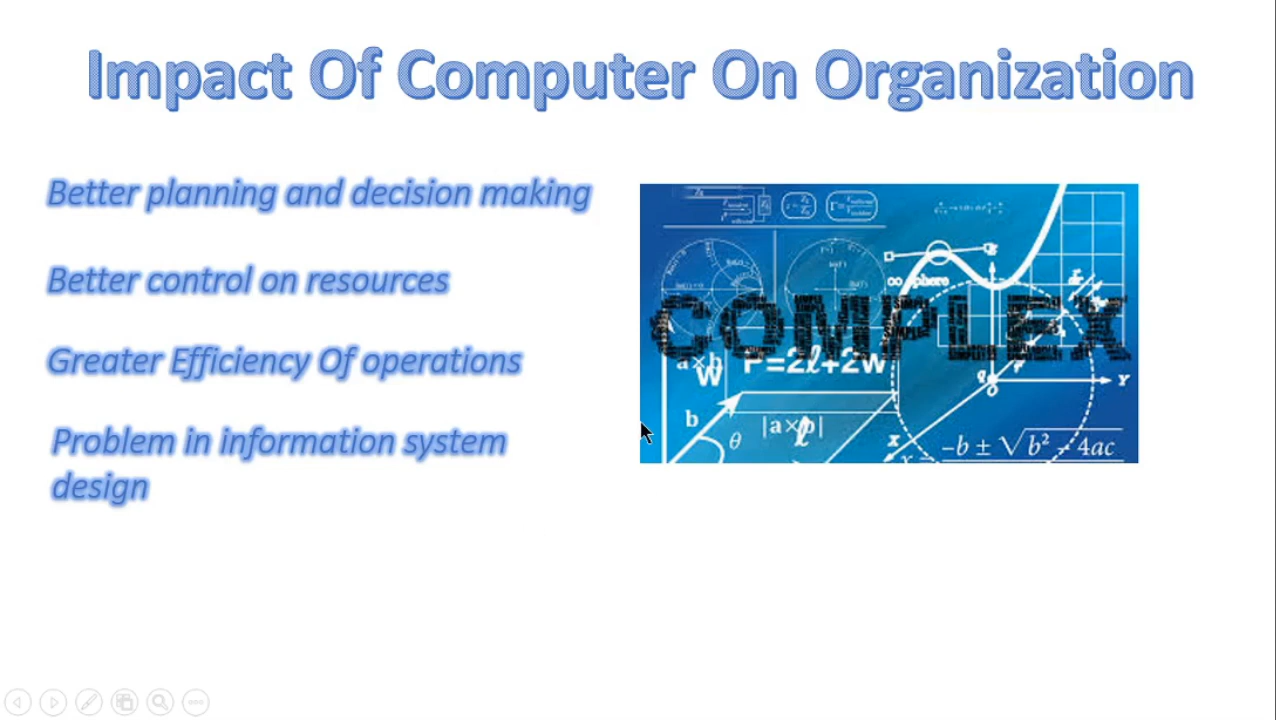 Impact Of Computer On Organization
Better planning and decision making
Better control on resources
Greater Efficiency Of operations
Problem in information system
design
COMPLEX
∞ sphere
a×b
W
P=2ℓ+2w
b
θ
|a×b|
ℓ
q
O
Y
X
-b ± √b² - 4ac